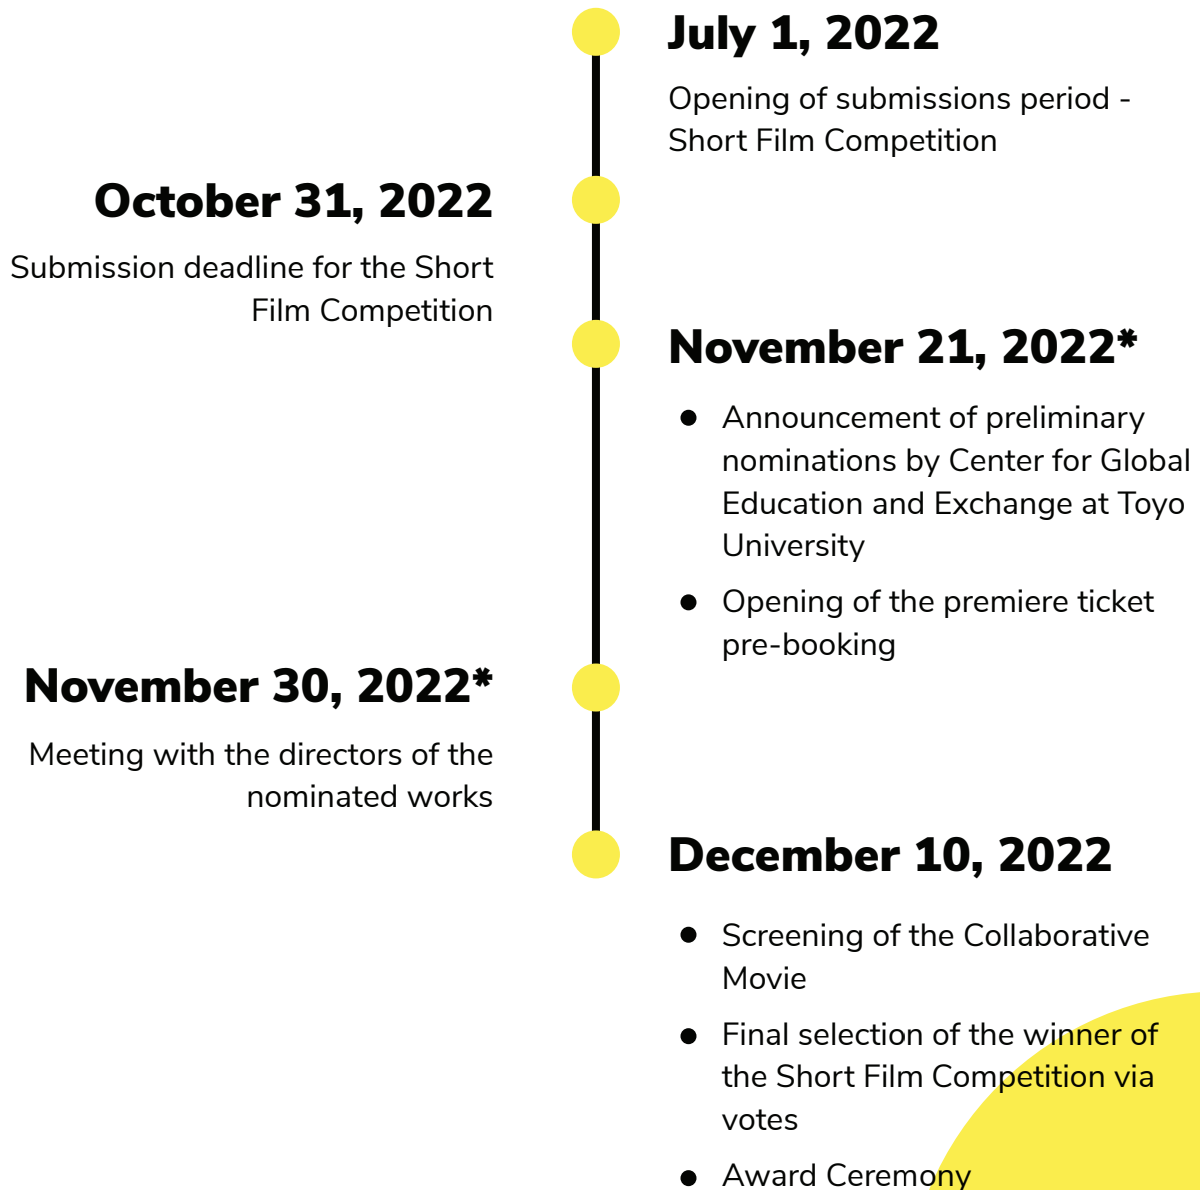 July 1, 2022
Opening of submissions period -
Short Film Competition
October 31, 2022
Submission deadline for the Short
Film Competition
November 21, 2022*
● Announcement of preliminary
nominations by Center for Global
Education and Exchange at Toyo
University
● Opening of the premiere ticket
pre-booking
November 30, 2022*
Meeting with the directors of the
nominated works
December 10, 2022
● Screening of the Collaborative
Movie
● Final selection of the winner of
the Short Film Competition via
votes
● Award Ceremony